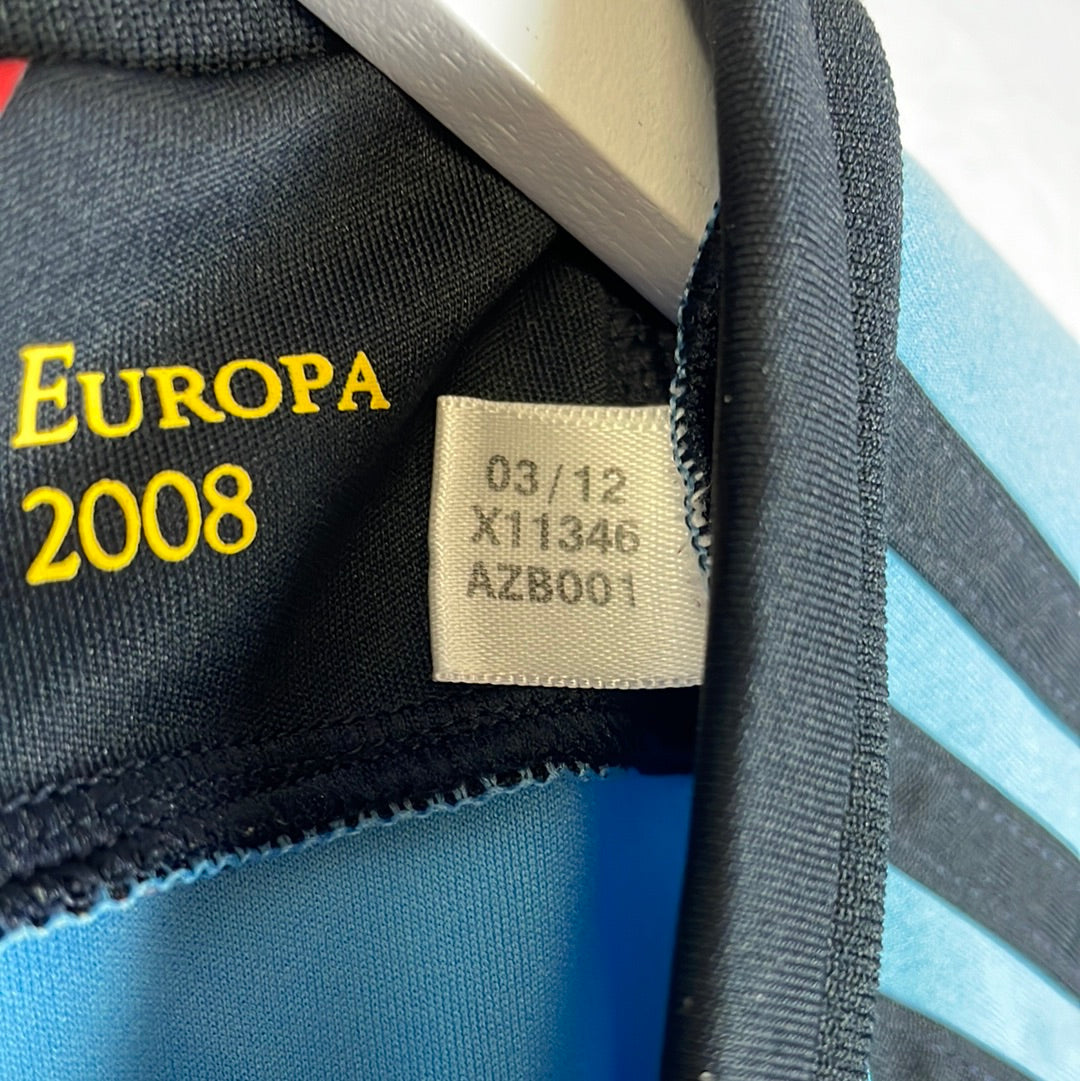 EUROPA
2008
03/12
X11346
AZB001